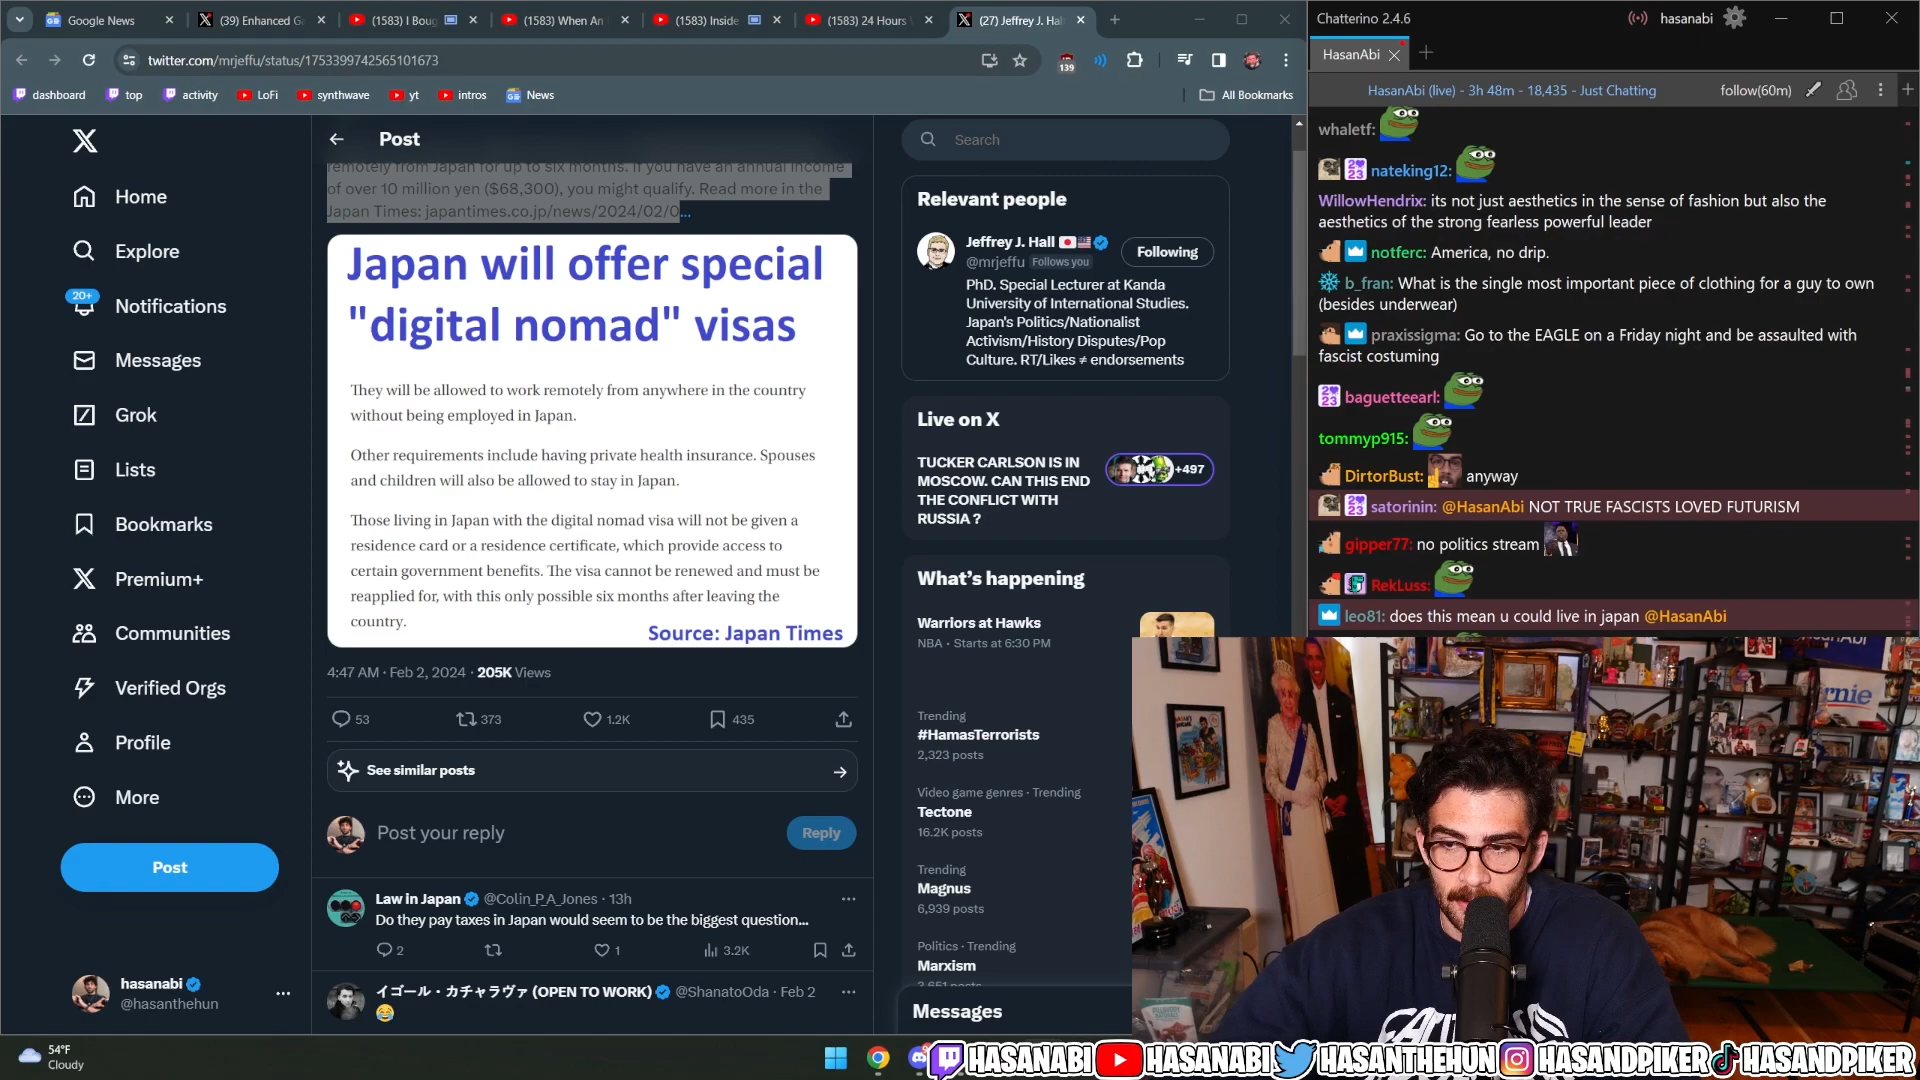 Google News
(39) Enhanced Ga
(1583) I Boug
(1583) When An
(1583) Inside
(1583) 24 Hours
(27) Jeffrey J. Hal
twitter.com/mrjeffu/status/1753399742565101673
139
dashboard
top
activity
LoFi
synthwave
yt
intros
News
All Bookmarks
Home
Explore
20+
Notifications
Messages
Grok
Lists
Bookmarks
Premium+
Communities
Verified Orgs
Profile
More
Post
hasanabi
@hasanthehun
Post
remotely from Japan for up to six months. If you have an annual income
of over 10 million yen ($68,300), you might qualify. Read more in the
Japan Times: japantimes.co.jp/news/2024/02/0...
Japan will offer special
"digital nomad" visas
They will be allowed to work remotely from anywhere in the country
without being employed in Japan.
Other requirements include having private health insurance. Spouses
and children will also be allowed to stay in Japan.
Those living in Japan with the digital nomad visa will not be given a
residence card or a residence certificate, which provide access to
certain government benefits. The visa cannot be renewed and must be
reapplied for, with this only possible six months after leaving the
country.
Source: Japan Times
4:47 AM · Feb 2, 2024 · 205K Views
53
373
1.2K
435
See similar posts
Post your reply
Reply
Law in Japan @Colin_P_A_Jones · 13h
Do they pay taxes in Japan would seem to be the biggest question...
2
1
3.2K
イゴール・カチャラヴァ (OPEN TO WORK) @ShanatoOda · Feb 2
Search
Relevant people
Jeffrey J. Hall
@mrjeffu Follows you
Following
PhD. Special Lecturer at Kanda
University of International Studies.
Japan's Politics/Nationalist
Activism/History Disputes/Pop
Culture. RT/Likes ≠ endorsements
Live on X
TUCKER CARLSON IS IN
MOSCOW. CAN THIS END
THE CONFLICT WITH
RUSSIA ?
+497
What's happening
Warriors at Hawks
NBA · Starts at 6:30 PM
Trending
#HamasTerrorists
2,323 posts
Video game genres · Trending
Tectone
16.2K posts
Trending
Magnus
6,939 posts
Politics · Trending
Marxism
3,651 posts
Messages
Chatterino 2.4.6
hasanabi
HasanAbi
HasanAbi (live) - 3h 48m - 18,435 - Just Chatting
follow(60m)
whaletf:
nateking12:
WillowHendrix: its not just aesthetics in the sense of fashion but also the
aesthetics of the strong fearless powerful leader
notferc: America, no drip.
b_fran: What is the single most important piece of clothing for a guy to own
(besides underwear)
praxissigma: Go to the EAGLE on a Friday night and be assaulted with
fascist costuming
baguetteearl:
tommyp915:
DirtorBust: anyway
satorinin: @HasanAbi NOT TRUE FASCISTS LOVED FUTURISM
gipper77: no politics stream
RekLuss:
leo81: does this mean u could live in japan @HasanAbi
54°F
Cloudy
HASANABI
HASANABI
HASANTHEHUN
HASANDPIKER
HASANDPIKER